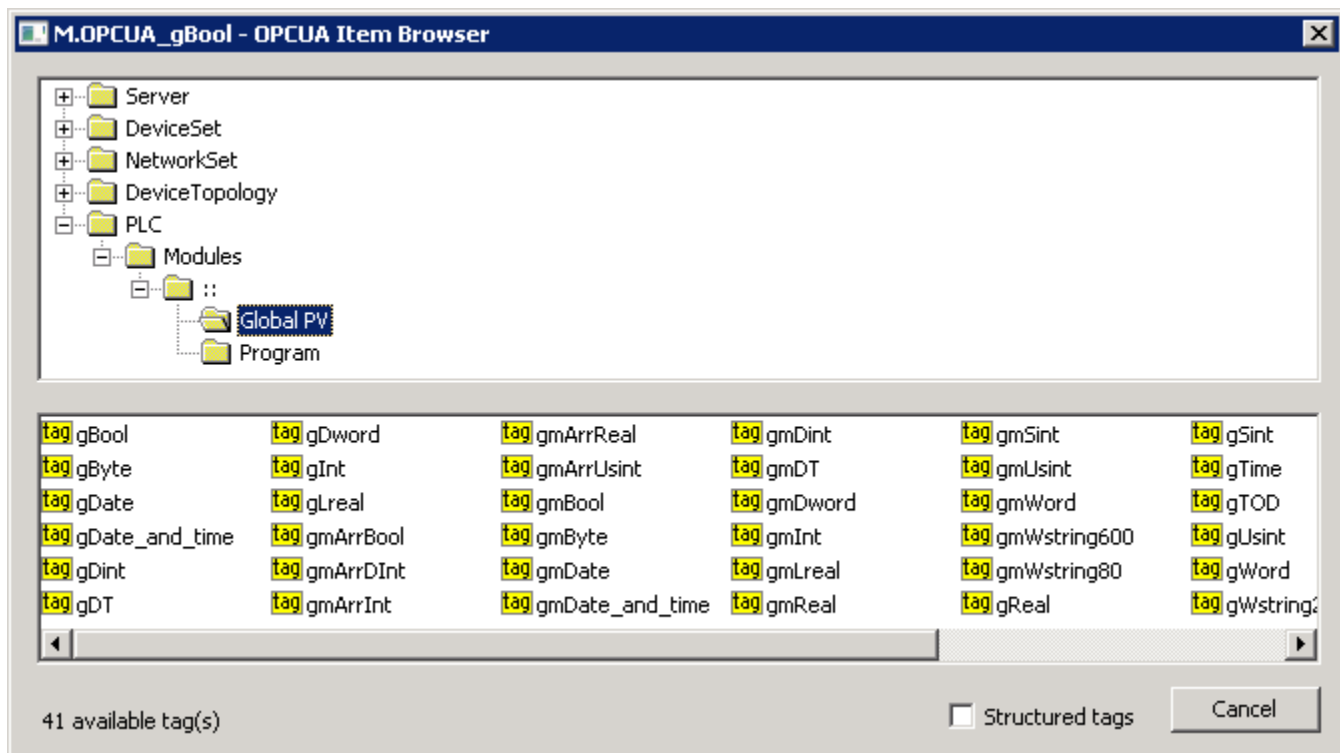 M.OPCUA_gBool - OPCUA Item Browser
Server
DeviceSet
NetworkSet
DeviceTopology
PLC
Modules
::
Global PV
Program
tag gBool tag gDword tag gmArrReal tag gmDint tag gmSint tag gSint
tag gByte tag gInt tag gmArrUsint tag gmDT tag gmUsint tag gTime
tag gDate tag gLreal tag gmBool tag gmDword tag gmWord tag gTOD
tag gDate_and_time tag gmArrBool tag gmByte tag gmInt tag gmWstring600 tag gUsint
tag gDint tag gmArrDInt tag gmDate tag gmLreal tag gmWstring80 tag gWord
tag gDT tag gmArrInt tag gmDate_and_time tag gmReal tag gReal tag gWstring2
41 available tag(s) Structured tags Cancel